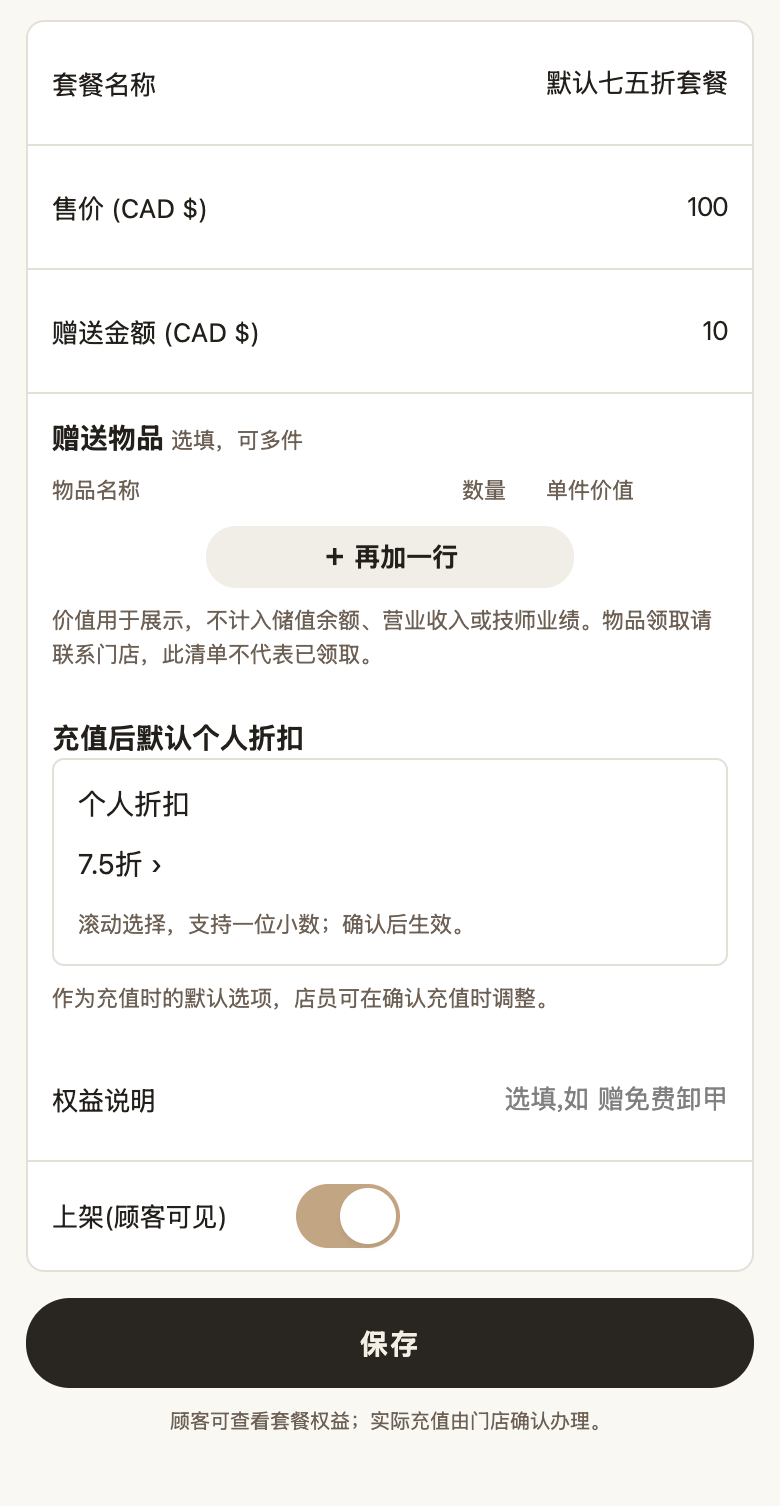 套餐名称 默认七五折套餐
售价 (CAD $) 100
赠送金额 (CAD $) 10
赠送物品 选填，可多件
物品名称 数量 单件价值
+ 再加一行
价值用于展示，不计入储值余额、营业收入或技师业绩。物品领取请
联系门店，此清单不代表已领取。
充值后默认个人折扣
个人折扣
7.5折 ›
滚动选择，支持一位小数；确认后生效。
作为充值时的默认选项，店员可在确认充值时调整。
权益说明 选填,如 赠免费卸甲
上架(顾客可见)
保存
顾客可查看套餐权益；实际充值由门店确认办理。